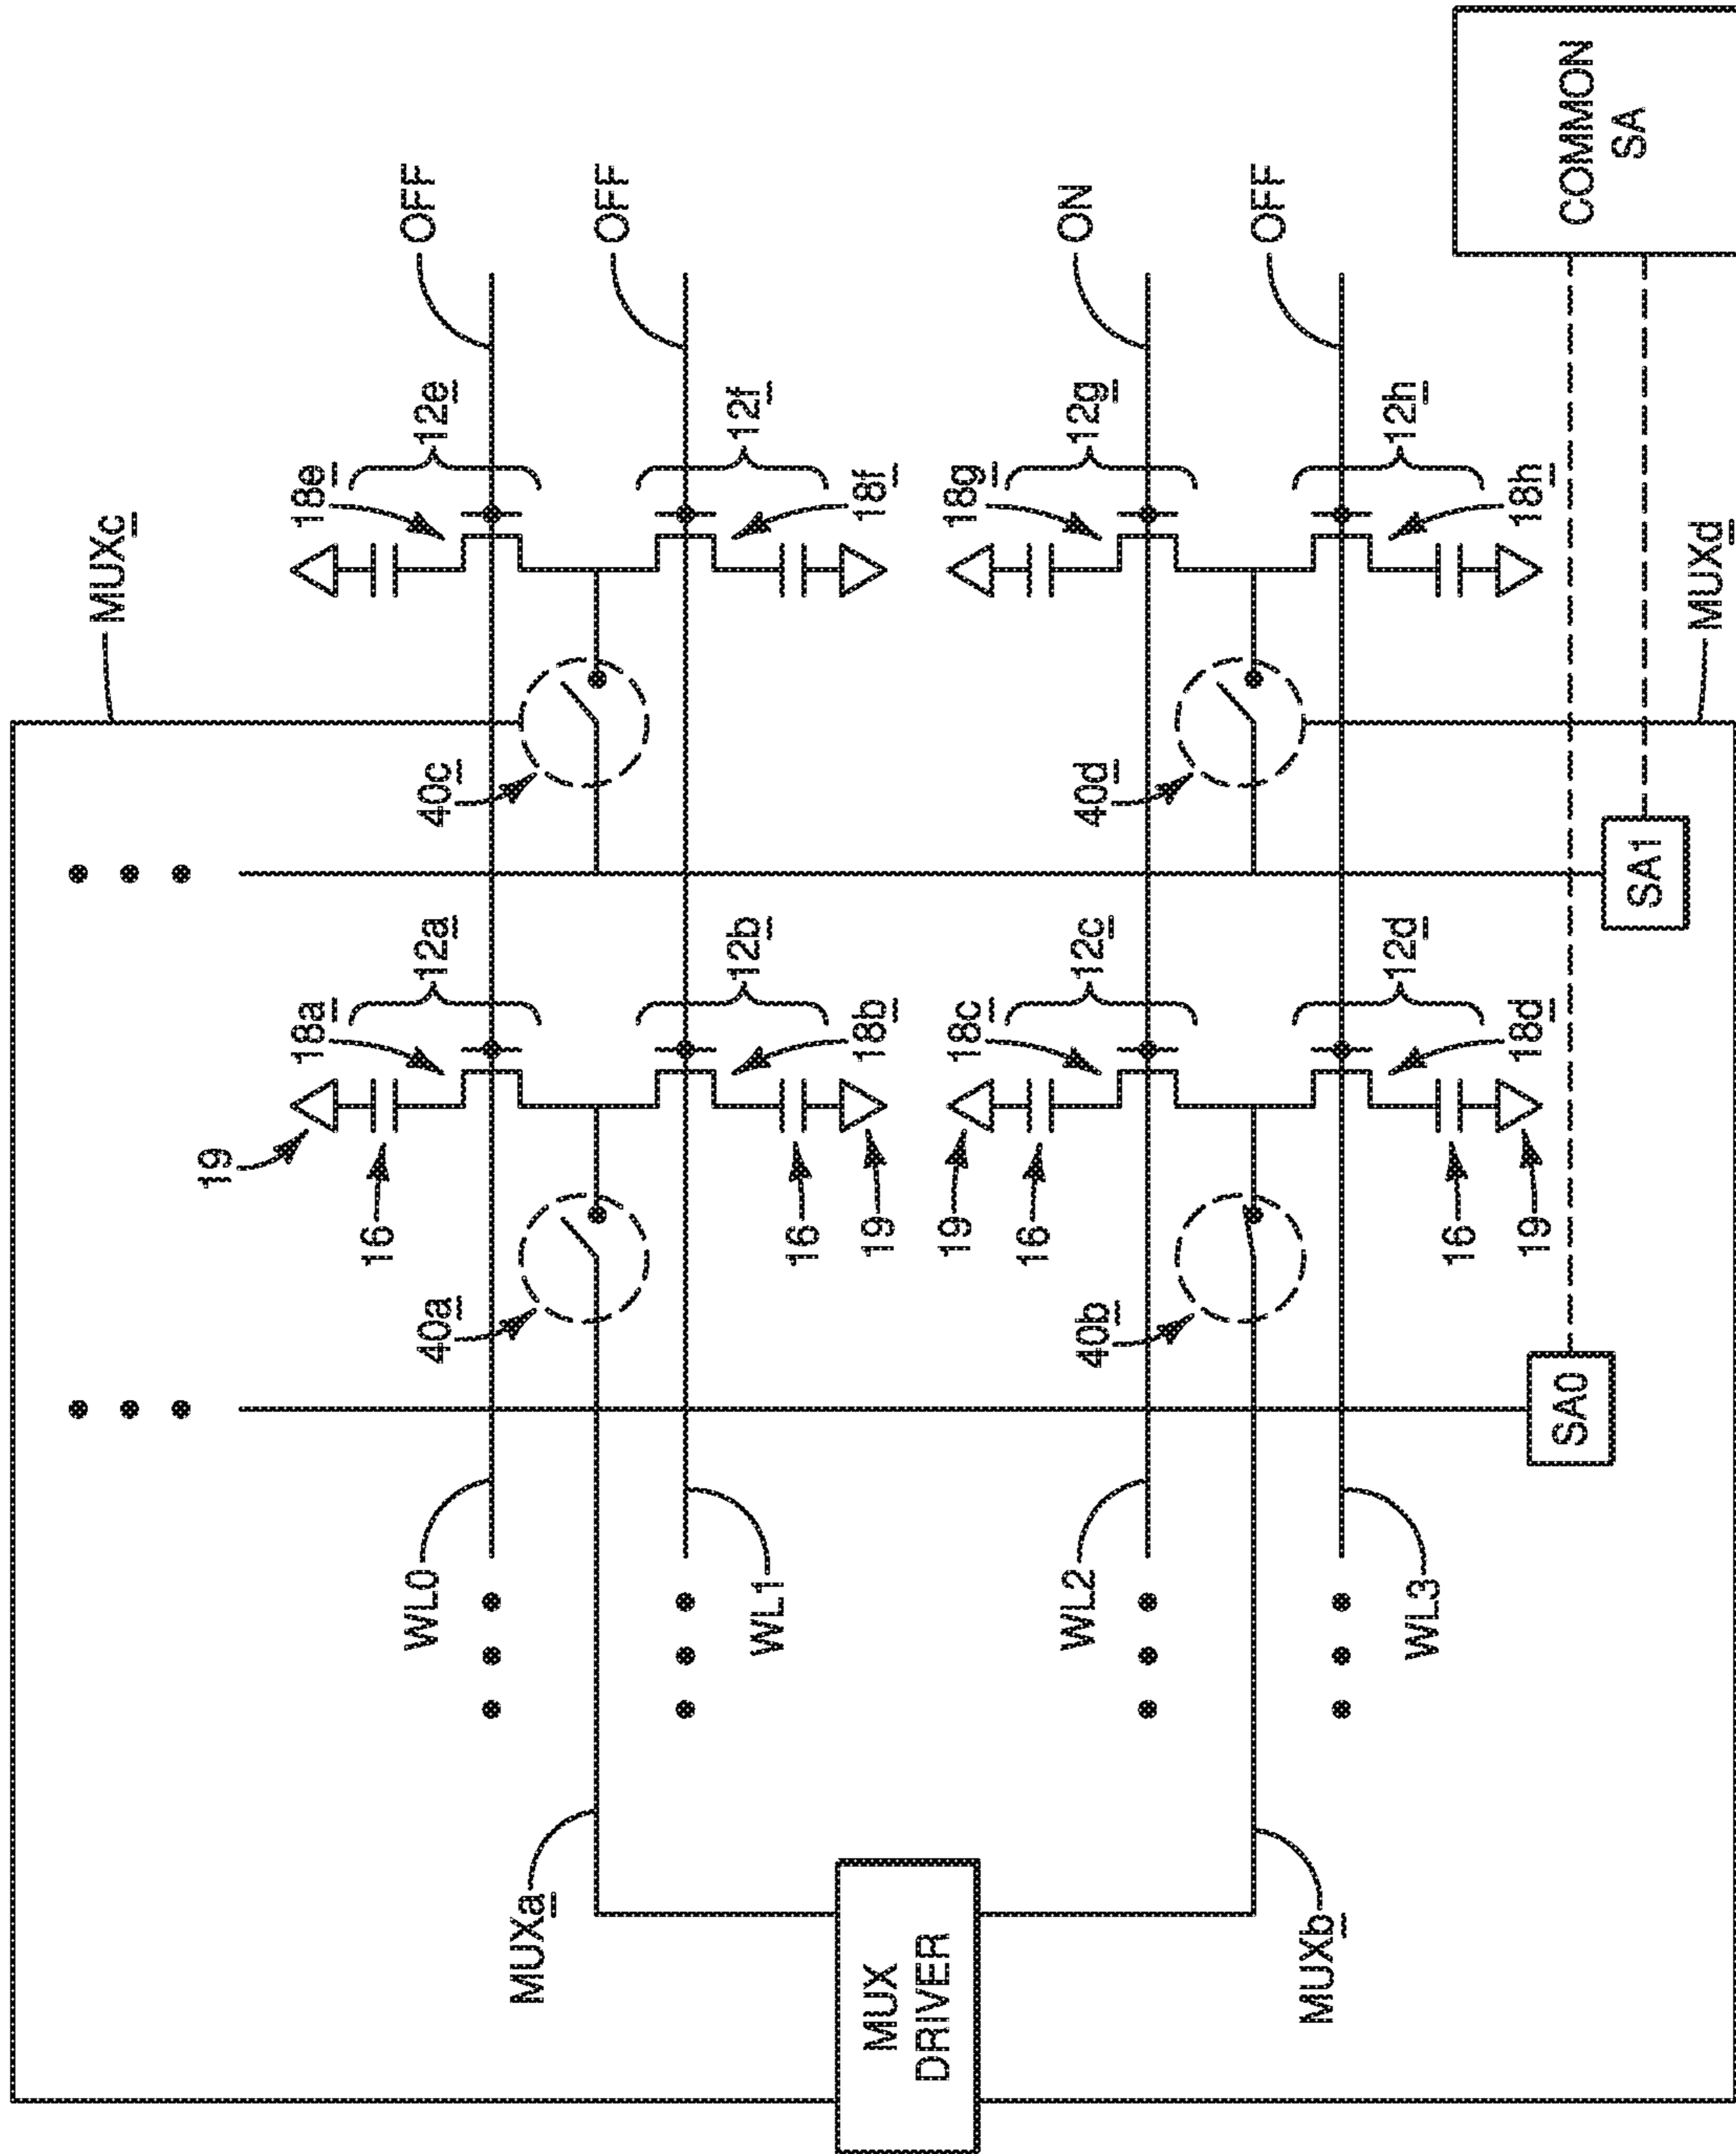 MUXc
OFF
OFF
ON
OFF
18e
12e
12f
18f
18g
12g
12h
18h
MUXd
COMMON
SA
40c
40d
SA1
19
18a
12a
16
12b
18b
16
19
19
18c
12c
16
12d
18d
16
19
40a
40b
SA0
WL0
WL1
WL2
WL3
MUXa
MUXb
MUX
DRIVER